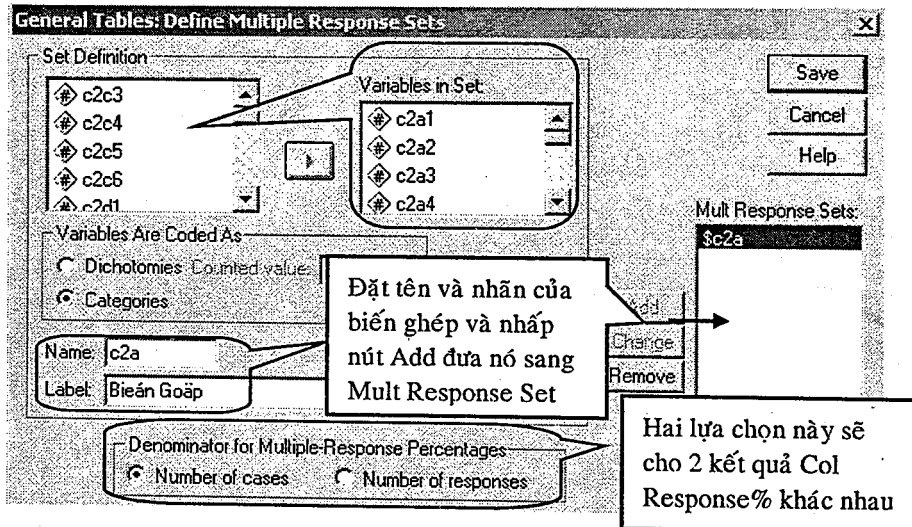 General Tables: Define Multiple Response Sets
Set Definition
c2c3
c2c4
c2c5
c2c6
c2d1
Variables in Set:
c2a1
c2a2
c2a3
c2a4
Save
Cancel
Help
Mult Response Sets:
$c2a
Variables Are Coded As
Dichotomies Counted value:
Categories
Name: c2a
Label: Bieán Goäp
Add
Change
Remove
Đặt tên và nhãn của
biến ghép và nhấp
nút Add đưa nó sang
Mult Response Set
Denominator for Multiple-Response Percentages
Number of cases
Number of responses
Hai lựa chọn này sẽ
cho 2 kết quả Col
Response% khác nhau